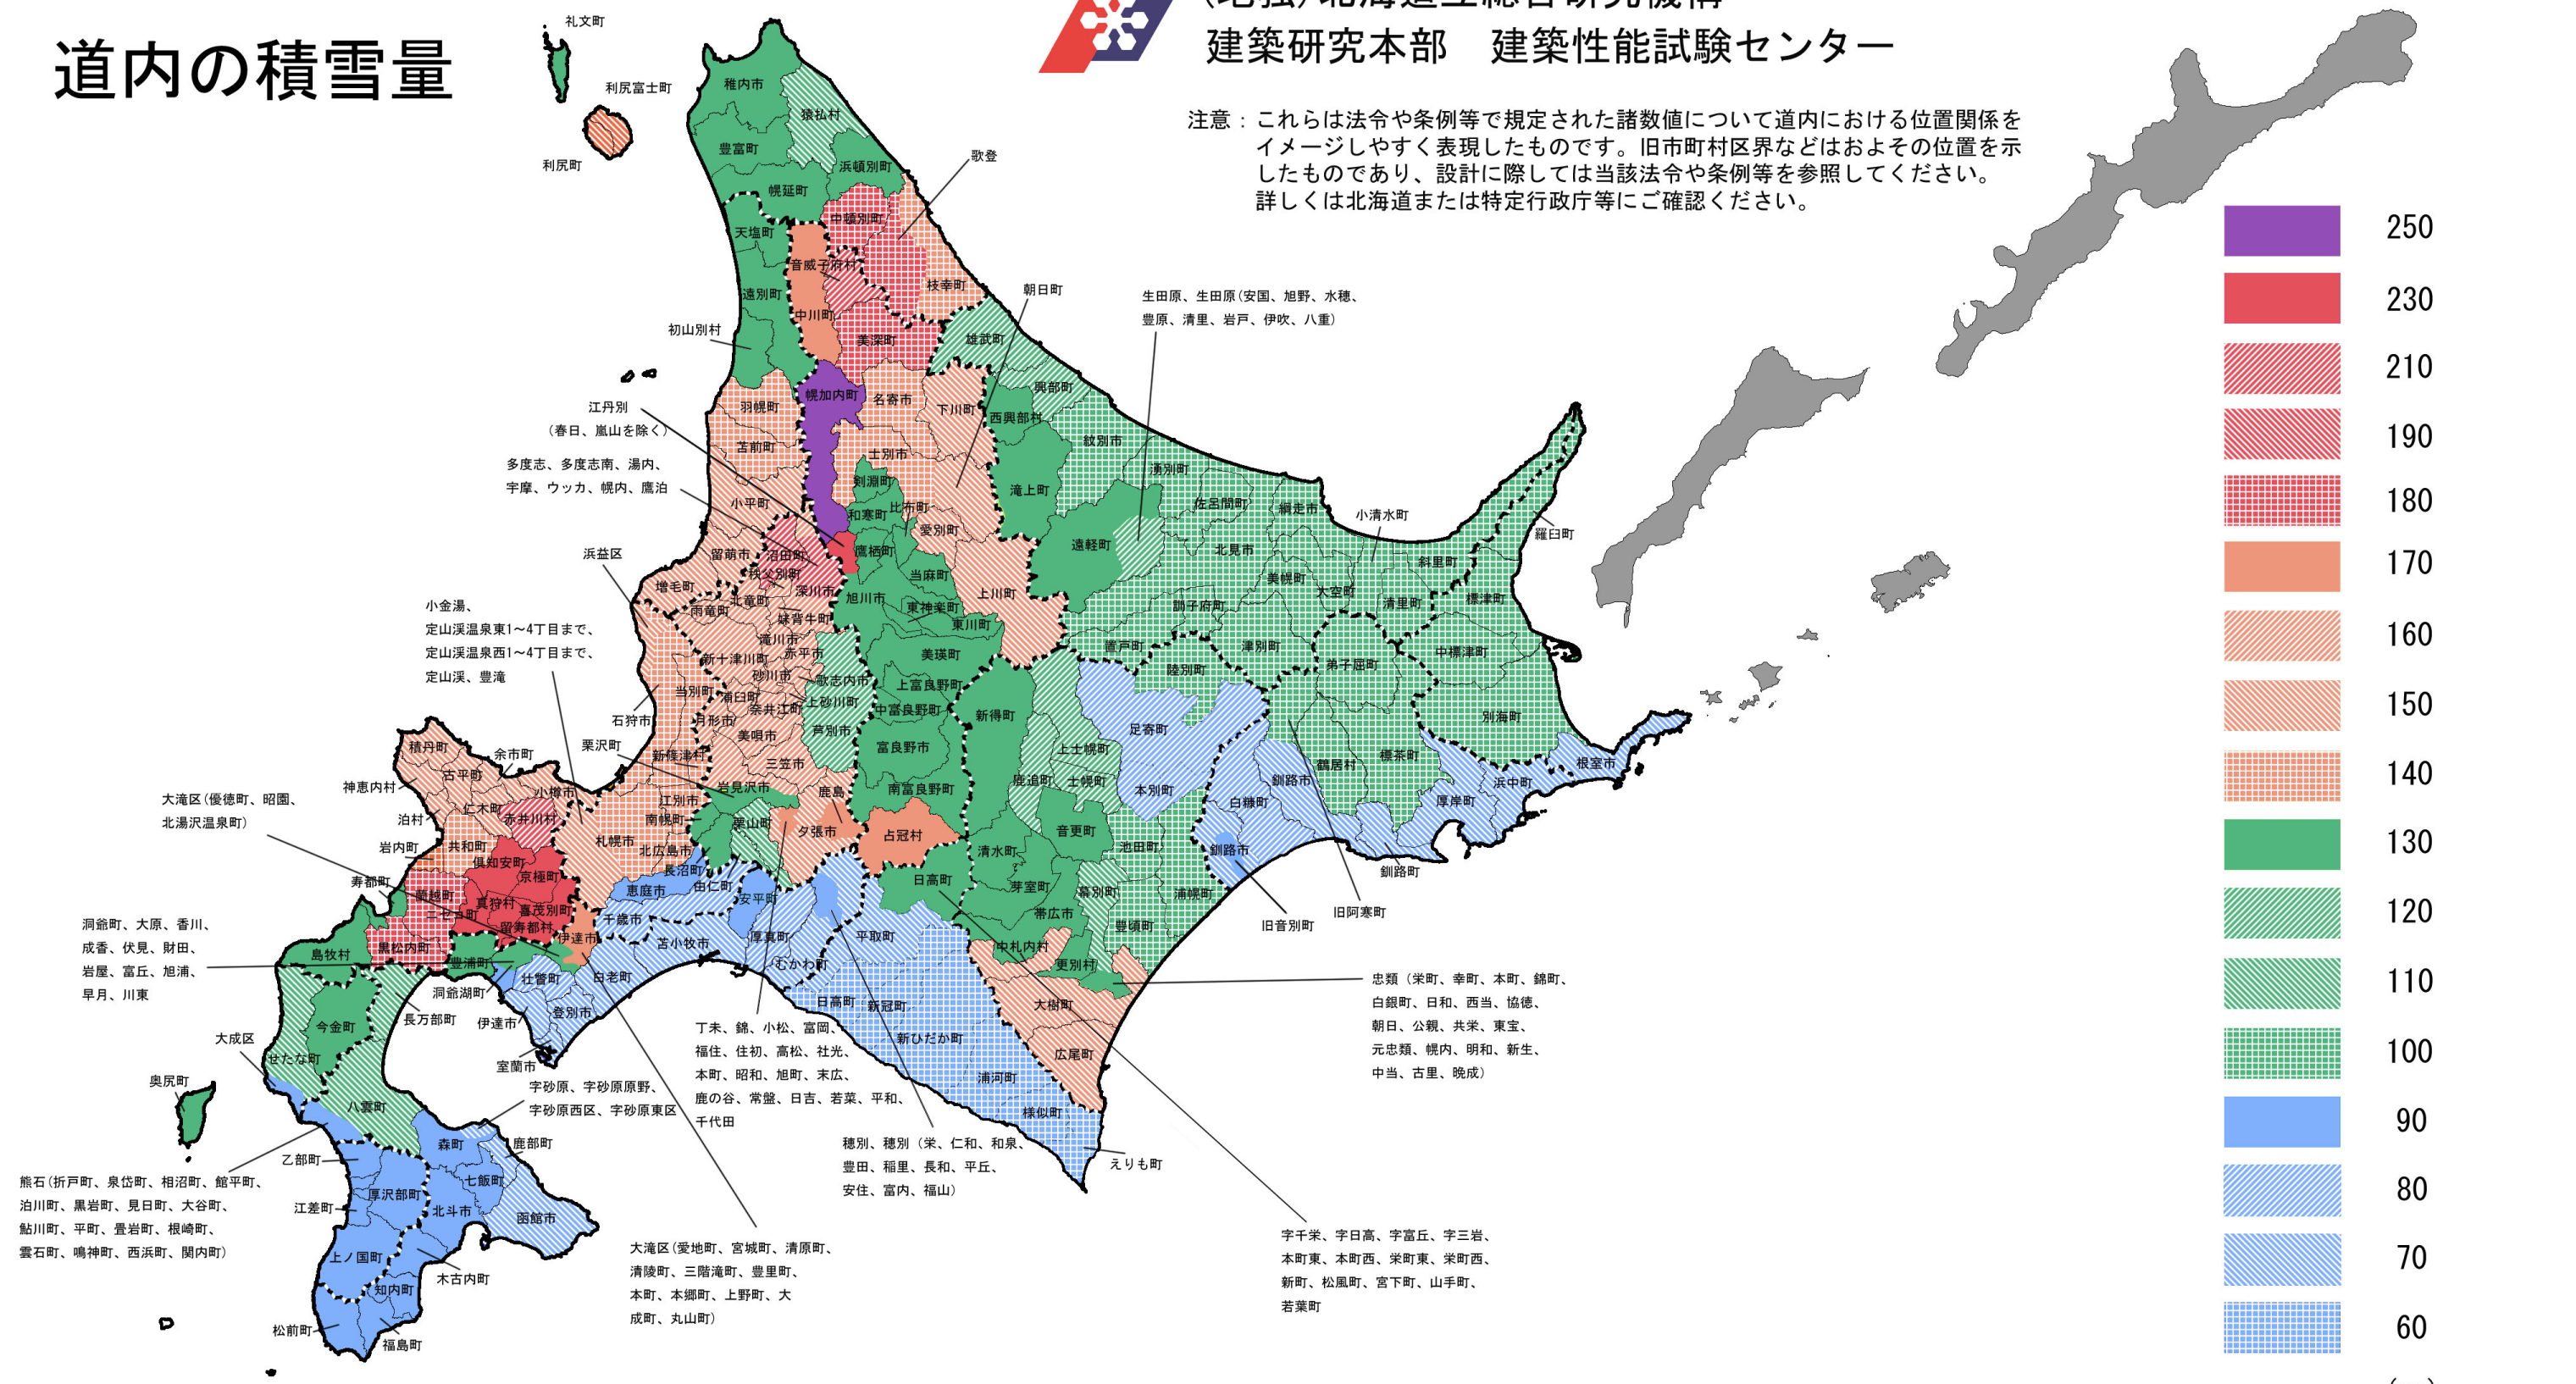 道内の積雪量
建築研究本部　建築性能試験センター
注意：これらは法令や条例等で規定された諸数値について道内における位置関係を
イメージしやすく表現したものです。旧市町村区界などはおよその位置を示
したものであり、設計に際しては当該法令や条例等を参照してください。
詳しくは北海道または特定行政庁等にご確認ください。
礼文町
利尻富士町
利尻町
稚内市
猿払村
豊富町
浜頓別町
幌延町
歌登
中頓別町
天塩町
音威子府村
枝幸町
遠別町
中川町
朝日町
初山別村
美深町
雄武町
生田原、生田原(安国、旭野、水穂、
豊原、清里、岩戸、伊吹、八重)
幌加内町
名寄市
下川町
興部町
西興部村
羽幌町
江丹別
(春日、嵐山を除く)
苫前町
士別市
紋別市
多度志、多度志南、湯内、
宇摩、ウッカ、幌内、鷹泊
剣淵町
滝上町
湧別町
小平町
和寒町
比布町
佐呂間町
網走市
小清水町
愛別町
羅臼町
浜益区
留萌市
沼田町
鷹栖町
遠軽町
北見市
斜里町
秩父別町
当麻町
美幌町
増毛町
深川市
旭川市
上川町
大空町
清里町
標津町
小金湯、
定山渓温泉東1～4丁目まで、
定山渓温泉西1～4丁目まで、
定山渓、豊滝
雨竜町
北竜町
妹背牛町
東神楽町
東川町
訓子府町
滝川市
赤平市
新十津川町
美瑛町
置戸町
津別町
陸別町
弟子屈町
中標津町
砂川市
歌志内市
上富良野町
当別町
浦臼町
上砂川町
奈井江町
中富良野町
新得町
石狩市
月形市
芦別市
足寄町
別海町
美唄市
富良野市
上士幌町
積丹町
余市町
栗沢町
新篠津村
三笠市
標茶町
鶴居村
根室市
古平町
神恵内村
岩見沢市
鹿島
南富良野町
鹿追町
士幌町
本別町
釧路市
浜中町
大滝区(優徳町、昭園、
北湯沢温泉町)
仁木町
小樽市
江別市
白糠町
厚岸町
泊村
赤井川村
南幌町
栗山町
夕張市
占冠村
音更町
岩内町
共和町
札幌市
北広島市
清水町
池田町
釧路市
倶知安町
長沼町
釧路町
寿都町
京極町
恵庭市
由仁町
日高町
芽室町
幕別町
浦幌町
蘭越町
真狩村
喜茂別町
安平町
ニセコ町
千歳市
帯広市
旧音別町
旧阿寒町
洞爺町、大原、香川、
成香、伏見、財田、
岩屋、富丘、旭浦、
早月、川東
留寿都村
伊達市
苫小牧市
厚真町
平取町
豊頃町
黒松内町
中札内村
島牧村
豊浦町
むかわ町
更別村
壮瞥町
白老町
忠類（栄町、幸町、本町、錦町、
白銀町、日和、西当、協徳、
朝日、公親、共栄、東宝、
元忠類、幌内、明和、新生、
中当、古里、晩成）
洞爺湖町
日高町
新冠町
大樹町
長万部町
伊達市
登別市
今金町
新ひだか町
大成区
せたな町
室蘭市
広尾町
丁未、錦、小松、富岡、
福住、住初、高松、社光、
本町、昭和、旭町、末広、
鹿の谷、常盤、日吉、若菜、平和、
千代田
奥尻町
浦河町
字砂原、字砂原原野、
字砂原西区、字砂原東区
八雲町
様似町
森町
鹿部町
穂別、穂別（栄、仁和、和泉、
豊田、稲里、長和、平丘、
安住、富内、福山）
乙部町
えりも町
熊石(折戸町、泉岱町、相沼町、館平町、
泊川町、黒岩町、見日町、大谷町、
鮎川町、平町、畳岩町、根崎町、
雲石町、鳴神町、西浜町、関内町)
七飯町
厚沢部町
江差町
北斗市
函館市
字千栄、字日高、字富丘、字三岩、
本町東、本町西、栄町東、栄町西、
新町、松風町、宮下町、山手町、
若葉町
大滝区(愛地町、宮城町、清原町、
清陵町、三階滝町、豊里町、
本町、本郷町、上野町、大
成町、丸山町)
上ノ国町
木古内町
知内町
松前町
福島町
250
230
210
190
180
170
160
150
140
130
120
110
100
90
80
70
60